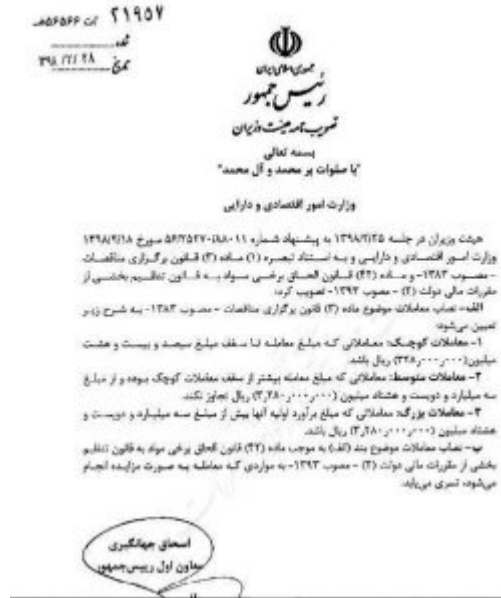 ۲۱۹۵۷
جمهوری اسلامی ایران
رئیس جمهور
تصویب نامه هیئت وزیران
بسمه تعالی
"با صلوات بر محمد و آل محمد"
وزارت امور اقتصادی و دارایی
هیئت وزیران در جلسه ۱۳۹۸/۲/۲۵ به پیشنهاد شماره ۵۶/۲۵۲۷۰/۸۸۰۱۱ مورخ ۱۳۹۸/۲/۱۸
وزارت امور اقتصادی و دارایی و به استناد تبصره (۱) ماده (۳) قانون برگزاری مناقصات
- مصوب ۱۳۸۳- و ماده (۴۲) قانون الحاق برخی مواد به قانون تنظیم بخشی از
مقررات مالی دولت (۲) - مصوب ۱۳۹۳- تصویب کرد:
الف- نصاب معاملات موضوع ماده (۳) قانون برگزاری مناقصات - مصوب ۱۳۸۳- به شرح زیر
تعیین می‌شود:
۱- معاملات کوچک: معاملاتی که مبلغ معامله تا سقف مبلغ سیصد و بیست و هشت
میلیون (۳۲۸٫۰۰۰٫۰۰۰) ریال باشد.
۲- معاملات متوسط: معاملاتی که مبلغ معامله بیشتر از سقف معاملات کوچک بوده و از مبلغ
سه میلیارد و دویست و هشتاد میلیون (۳٫۲۸۰٫۰۰۰٫۰۰۰) ریال تجاوز نکند.
۳- معاملات بزرگ: معاملاتی که مبلغ برآورد اولیه آنها بیش از مبلغ سه میلیارد و دویست و
هشتاد میلیون (۳٫۲۸۰٫۰۰۰٫۰۰۰) ریال باشد.
ب- نصاب معاملات موضوع بند (الف) به موجب ماده (۴۲) قانون الحاق برخی مواد به قانون تنظیم
بخشی از مقررات مالی دولت (۲) - مصوب ۱۳۹۳- به مواردی که معامله به صورت مزایده انجام
می‌شود، تسری می‌یابد.
اسحاق جهانگیری
معاون اول رییس‌جمهور